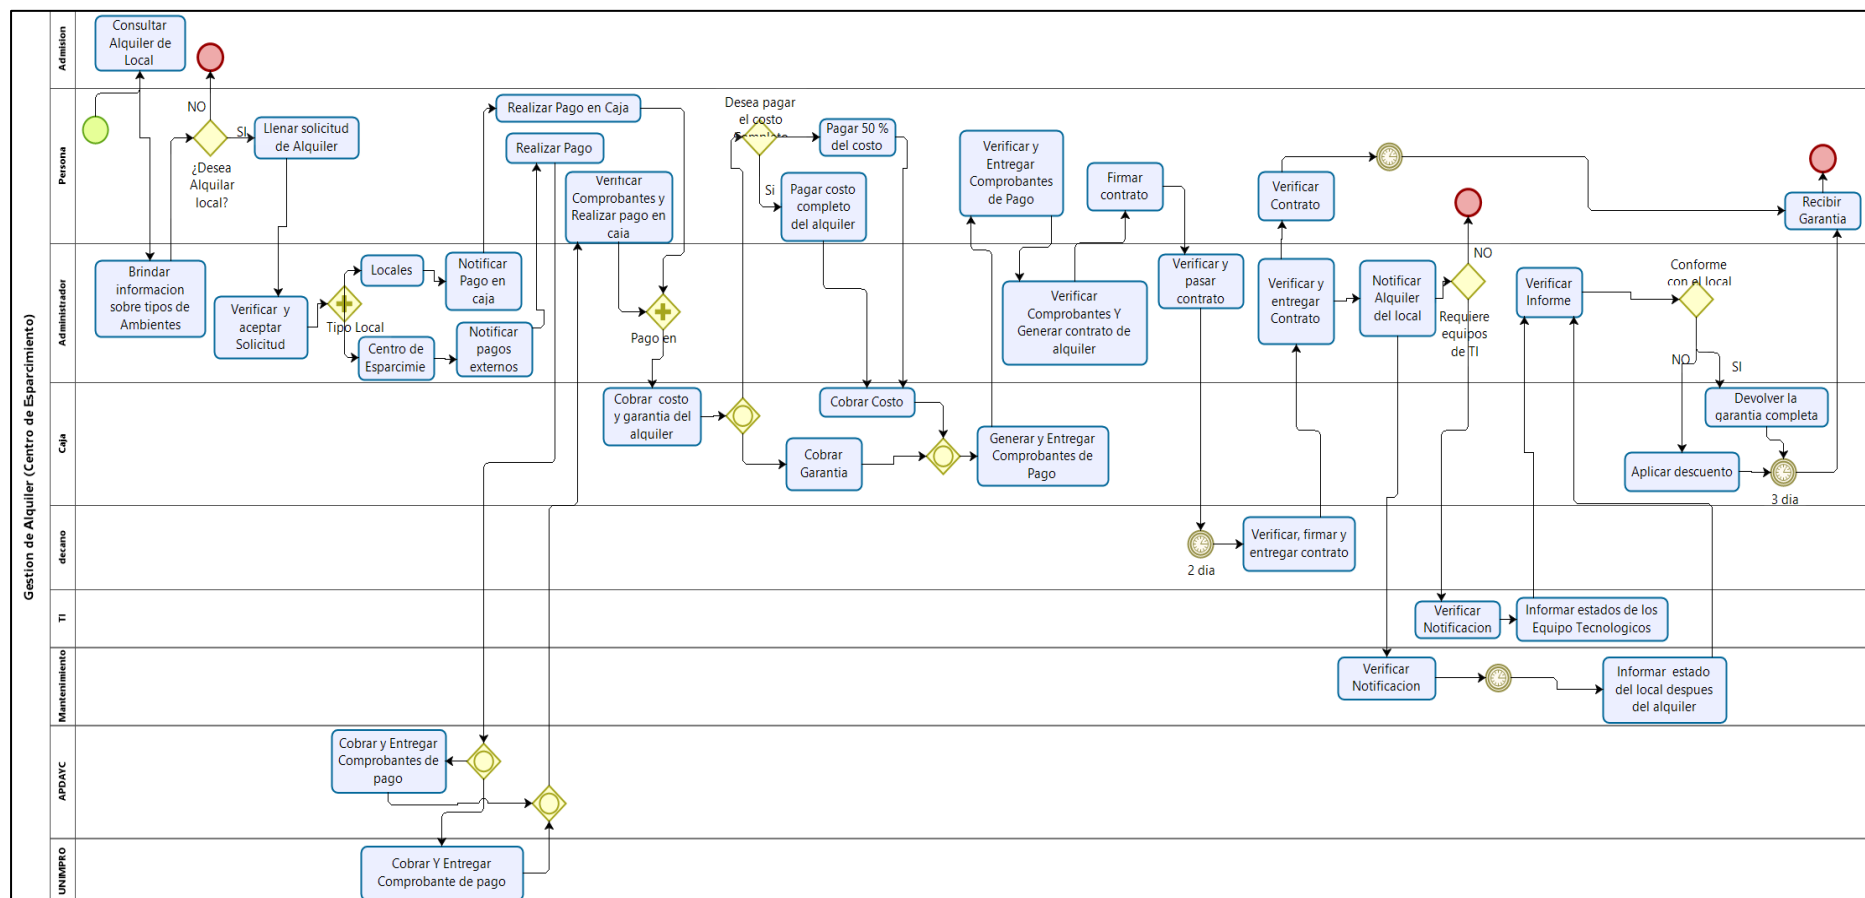 Gestion de Alquiler (Centro de Esparcimiento)
Admision
Consultar
Alquiler de
Local
Persona
NO
SI
¿Desea
Alquilar
local?
Llenar solicitud
de Alquiler
Realizar Pago en Caja
Realizar Pago
Verificar
Comprobantes y
Realizar pago en
caja
Desea pagar
el costo
Completo
Si
Pagar 50 %
del costo
Pagar costo
completo
del alquiler
Verificar y
Entregar
Comprobantes
de Pago
Firmar
contrato
Verificar
Contrato
Recibir
Garantia
Administrador
Brindar
informacion
sobre tipos de
Ambientes
Verificar y
aceptar
Solicitud
Tipo Local
Locales
Centro de
Esparcimie
Notificar
Pago en
caja
Notificar
pagos
externos
Pago en
Verificar
Comprobantes Y
Generar contrato de
alquiler
Verificar y
pasar
contrato
Verificar y
entregar
Contrato
Notificar
Alquiler
del local
NO
Requiere
equipos
de TI
Verificar
Informe
Conforme
con el local
NO
SI
Caja
Cobrar costo
y garantia del
alquiler
Cobrar Costo
Cobrar
Garantia
Generar y Entregar
Comprobantes de
Pago
Devolver la
garantia completa
Aplicar descuento
3 dia
decano
2 dia
Verificar, firmar y
entregar contrato
TI
Verificar
Notificacion
Informar estados de los
Equipo Tecnologicos
Mantenimiento
Verificar
Notificacion
Informar estado
del local despues
del alquiler
APDAYC
Cobrar y Entregar
Comprobantes de
pago
UNIMPRO
Cobrar Y Entregar
Comprobante de pago